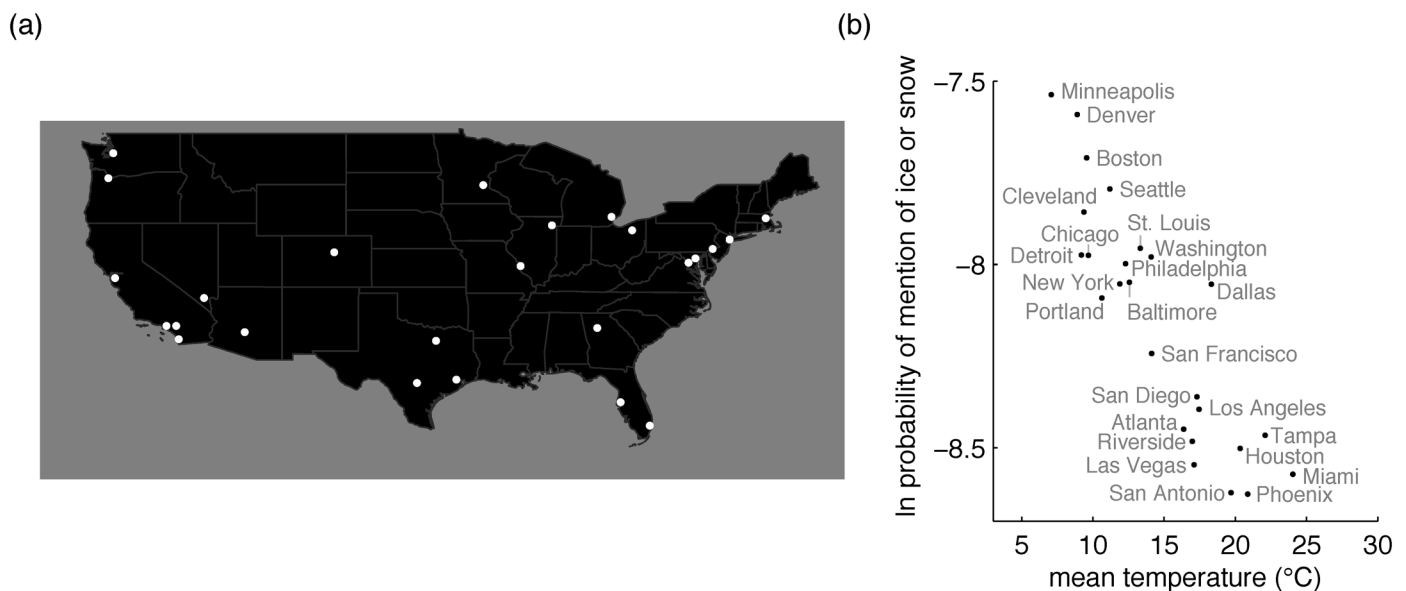 (a)
(b)
ln probability of mention of ice or snow
−7.5
−8
−8.5
Minneapolis
Denver
Boston
Seattle
Cleveland
St. Louis
Chicago
Washington
Detroit
Philadelphia
New York
Dallas
Portland
Baltimore
San Francisco
San Diego
Los Angeles
Atlanta
Tampa
Riverside
Houston
Las Vegas
Miami
San Antonio
Phoenix
5 10 15 20 25 30
mean temperature (°C)